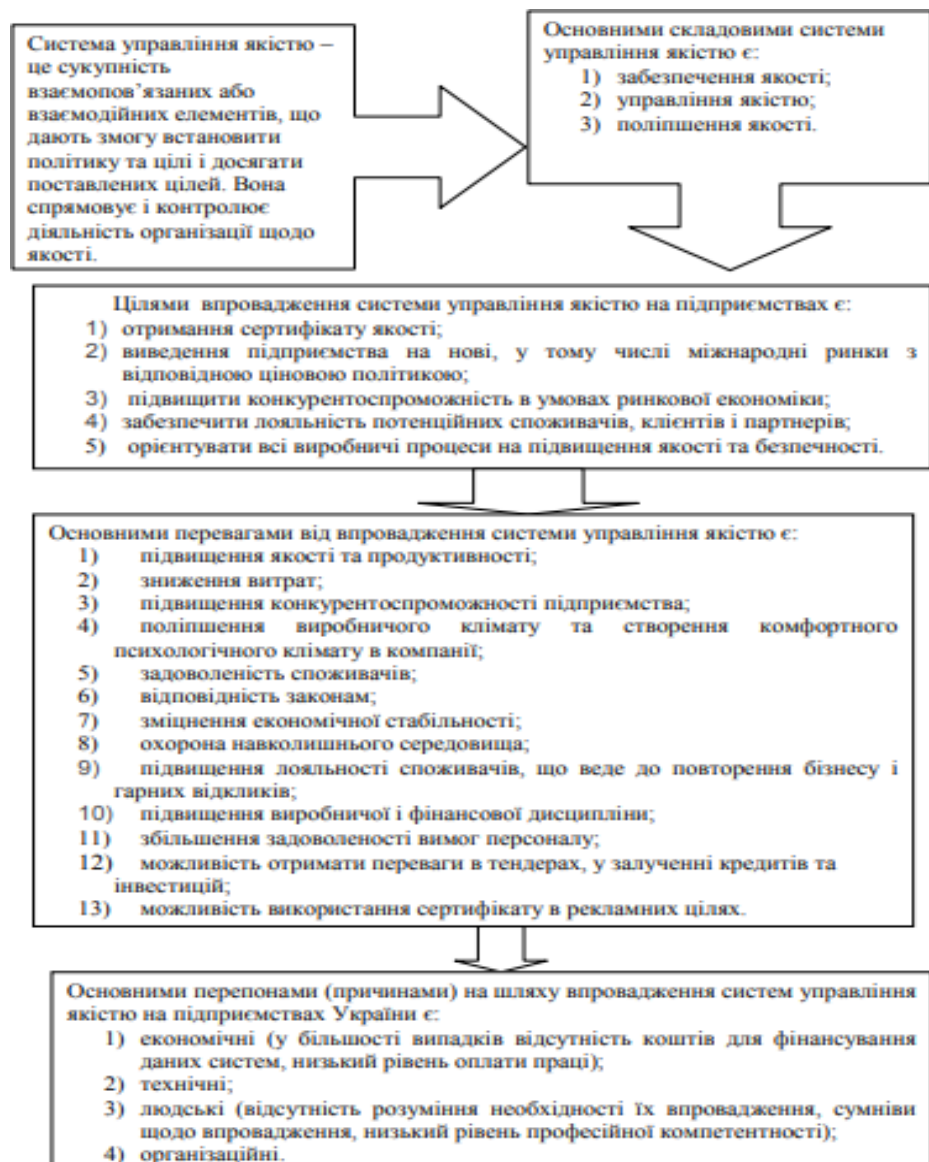 Система управління якістю –
це сукупність
взаємопов’язаних або
взаємодійних елементів, що
дають змогу встановити
політику та цілі і досягати
поставлених цілей. Вона
спрямовує і контролює
діяльність організації щодо
якості.
Основними складовими системи
управління якістю є:
1) забезпечення якості;
2) управління якістю;
3) поліпшення якості.
Цілями впровадження системи управління якістю на підприємствах є:
1) отримання сертифікату якості;
2) виведення підприємства на нові, у тому числі міжнародні ринки з
відповідною ціновою політикою;
3) підвищити конкурентоспроможність в умовах ринкової економіки;
4) забезпечити лояльність потенційних споживачів, клієнтів і партнерів;
5) орієнтувати всі виробничі процеси на підвищення якості та безпечності.
Основними перевагами від впровадження системи управління якістю є:
1) підвищення якості та продуктивності;
2) зниження витрат;
3) підвищення конкурентоспроможності підприємства;
4) поліпшення виробничого клімату та створення комфортного
психологічного клімату в компанії;
5) задоволеність споживачів;
6) відповідність законам;
7) зміцнення економічної стабільності;
8) охорона навколишнього середовища;
9) підвищення лояльності споживачів, що веде до повторення бізнесу і
гарних відкликів;
10) підвищення виробничої і фінансової дисципліни;
11) збільшення задоволеності вимог персоналу;
12) можливість отримати переваги в тендерах, у залученні кредитів та
інвестицій;
13) можливість використання сертифікату в рекламних цілях.
Основними перепонами (причинами) на шляху впровадження систем управління
якістю на підприємствах України є:
1) економічні (у більшості випадків відсутність коштів для фінансування
даних систем, низький рівень оплати праці);
2) технічні;
3) людські (відсутність розуміння необхідності їх впровадження, сумніви
щодо впровадження, низький рівень професійної компетентності);
4) організаційні.